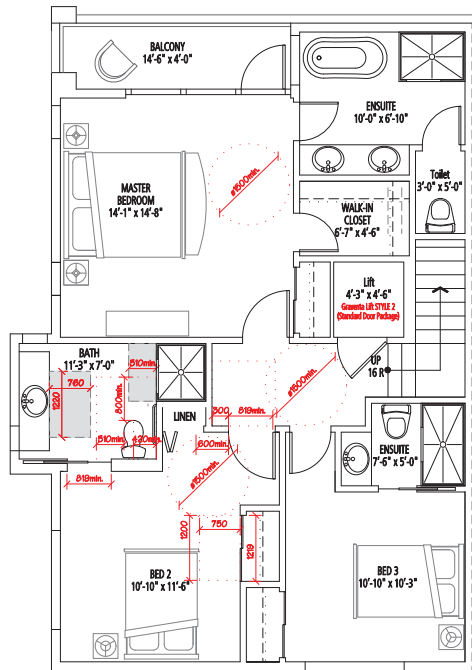 BALCONY
14'-6" x 4'-0"
ENSUITE
10'-0" x 6'-10"
Toilet
3'-0" x 5'-0"
ø1500min.
MASTER
BEDROOM
14'-1" x 14'-8"
WALK-IN
CLOSET
6'-7" x 4'-6"
Lift
4'-3" x 4'-6"
Graventa Lift STYLE 2
(Standard Door Package)
BATH
11'-3" x 7'-0"
510min.
UP
16 R
760
1220
800min.
ø1500min.
300
819min.
LINEN
510min.
420min.
600min.
ENSUITE
7'-6" x 5'-0"
819min.
ø1500min.
1200
750
1219
BED 2
10'-10" x 11'-6"
BED 3
10'-10" x 10'-3"